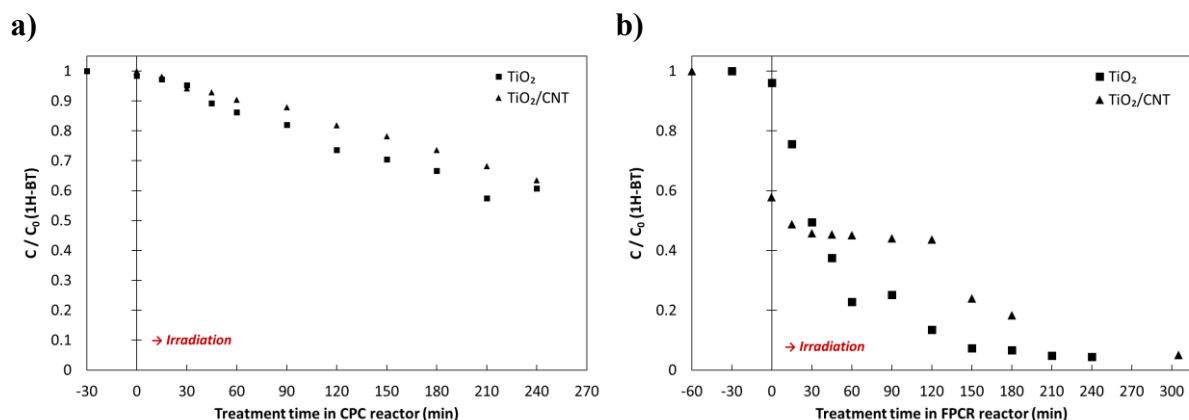 a)
1
0.9
0.8
0.7
0.6
0.5
0.4
0.3
0.2
0.1
0
C / C₀ (1H-BT)
TiO₂
TiO₂/CNT
→ Irradiation
-30 0 30 60 90 120 150 180 210 240 270
Treatment time in CPC reactor (min)
b)
1
0.8
0.6
0.4
0.2
0
C / C₀ (1H-BT)
TiO₂
TiO₂/CNT
→ Irradiation
-60 -30 0 30 60 90 120 150 180 210 240 270 300
Treatment time in FPCR reactor (min)